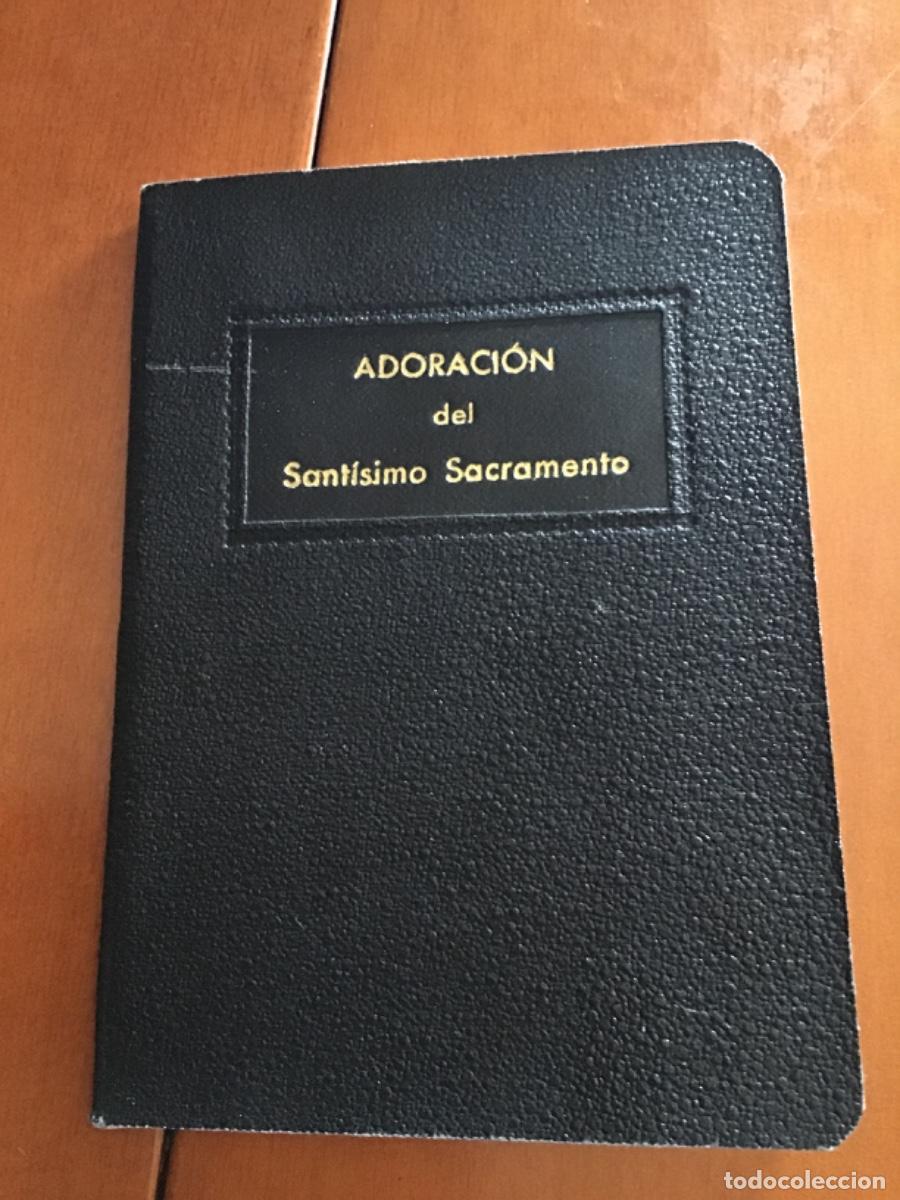 ADORACIÓN
del
Santísimo Sacramento
todocoleccion